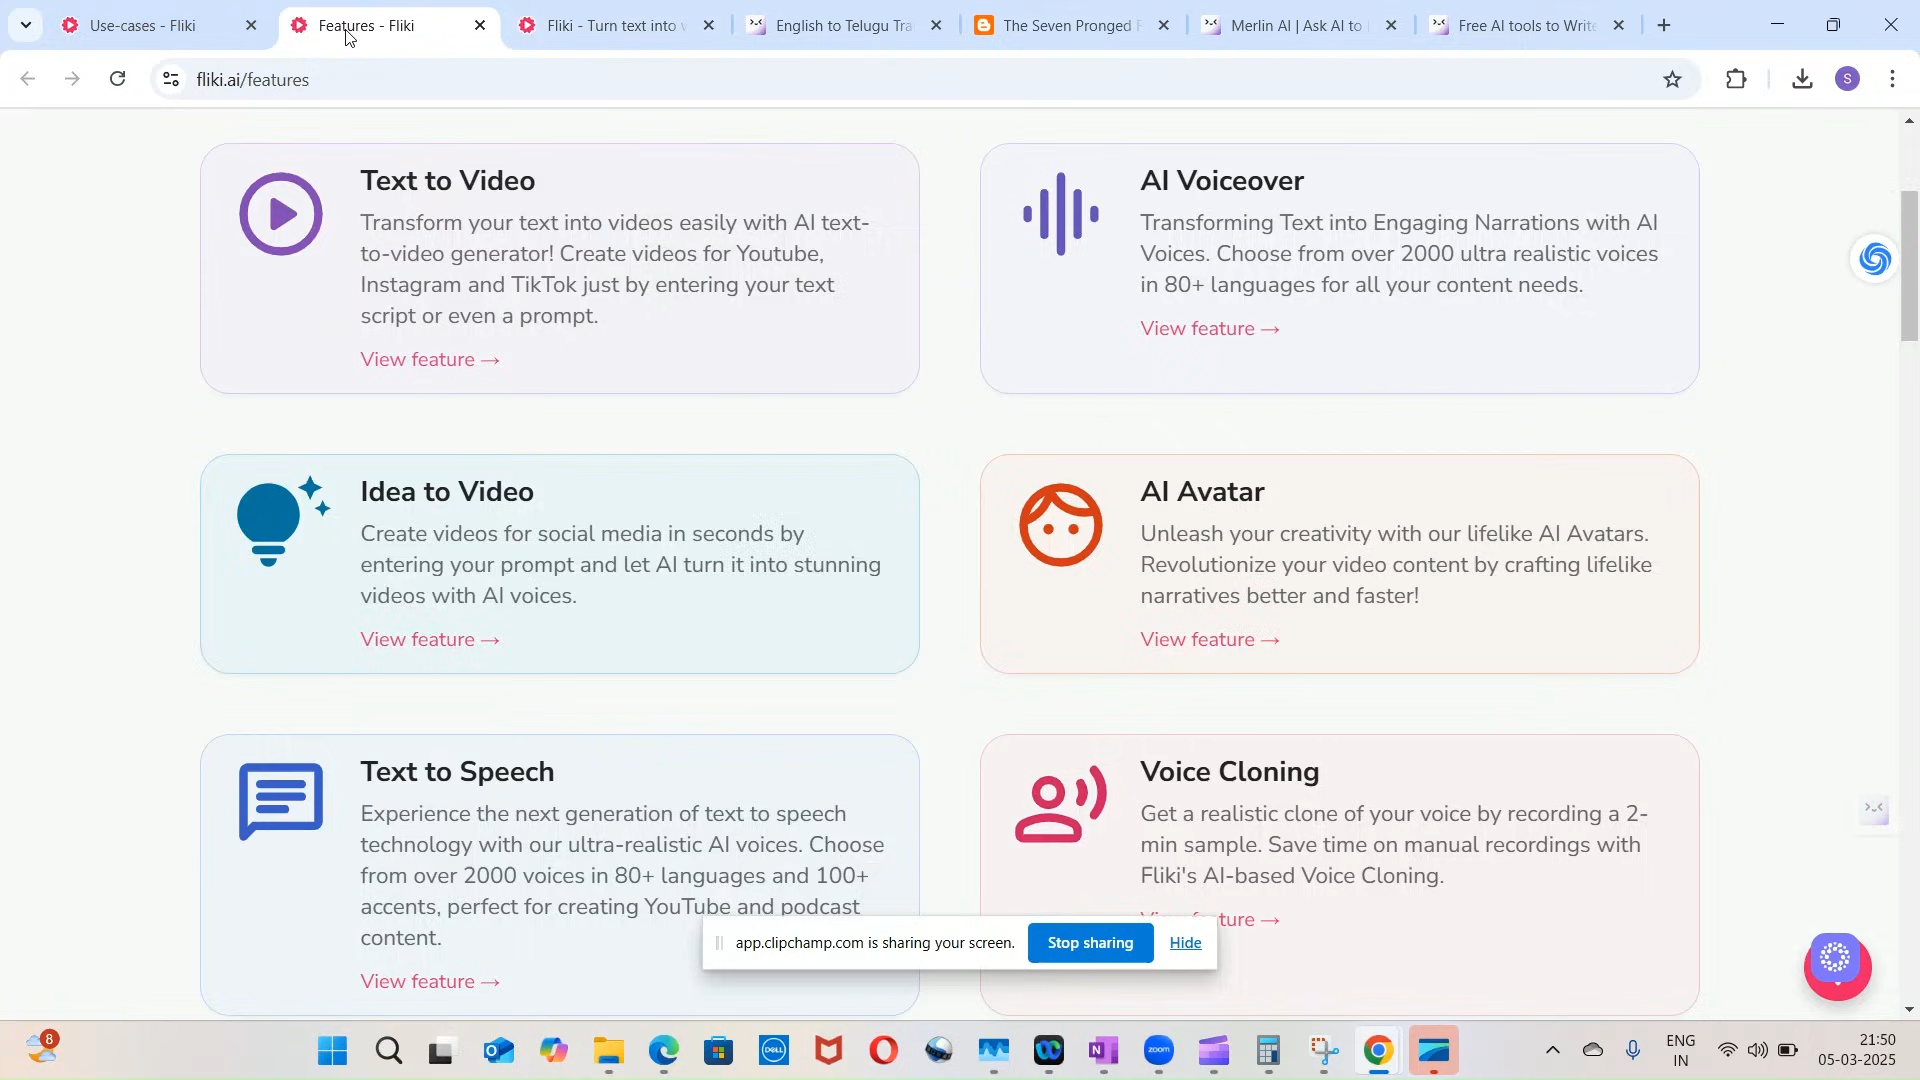 Use-cases - Fliki
Features - Fliki
Fliki - Turn text into
English to Telugu Tra
The Seven Pronged
Merlin AI | Ask AI to
Free AI tools to Write
fliki.ai/features
S
Text to Video
Transform your text into videos easily with AI text-
to-video generator! Create videos for Youtube,
Instagram and TikTok just by entering your text
script or even a prompt.
View feature →
AI Voiceover
Transforming Text into Engaging Narrations with AI
Voices. Choose from over 2000 ultra realistic voices
in 80+ languages for all your content needs.
View feature →
Idea to Video
Create videos for social media in seconds by
entering your prompt and let AI turn it into stunning
videos with AI voices.
View feature →
AI Avatar
Unleash your creativity with our lifelike AI Avatars.
Revolutionize your video content by crafting lifelike
narratives better and faster!
View feature →
Text to Speech
Experience the next generation of text to speech
technology with our ultra-realistic AI voices. Choose
from over 2000 voices in 80+ languages and 100+
accents, perfect for creating YouTube and podcast
content.
View feature →
Voice Cloning
Get a realistic clone of your voice by recording a 2-
min sample. Save time on manual recordings with
Fliki's AI-based Voice Cloning.
View feature →
app.clipchamp.com is sharing your screen.
Stop sharing
Hide
8
DELL
zoom
ENG
IN
21:50
05-03-2025